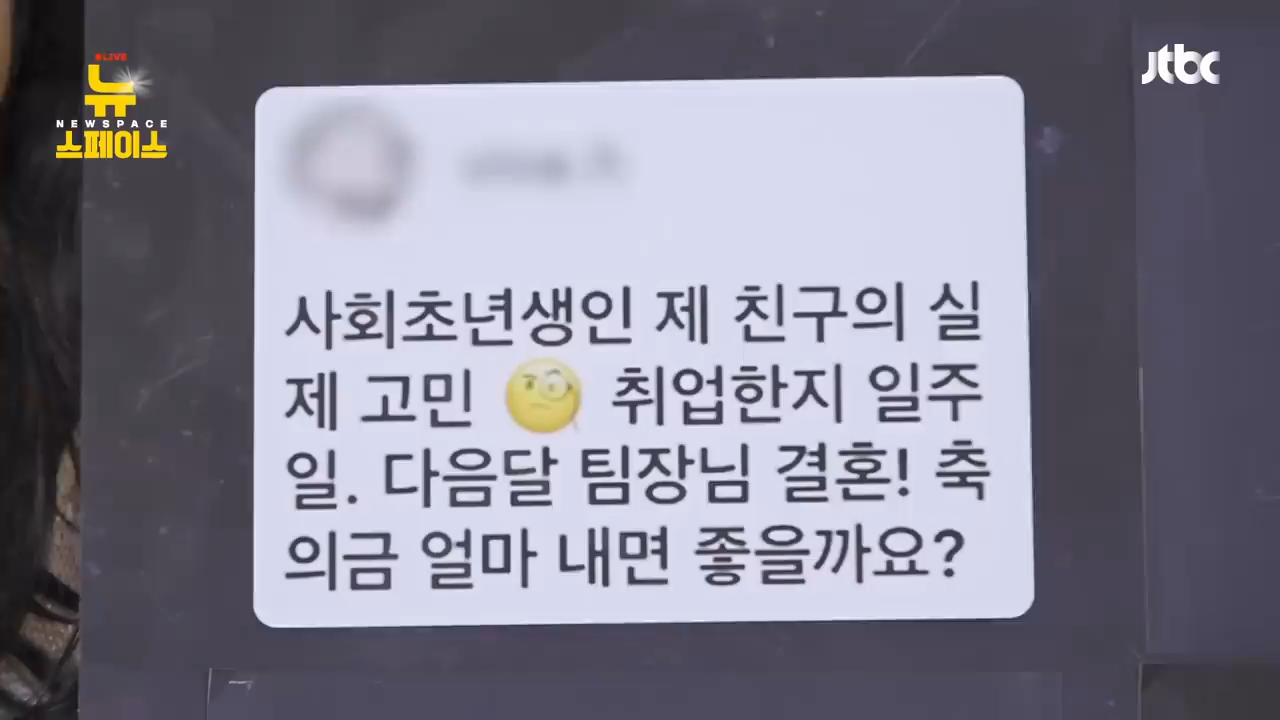 LIVE
뉴
NEWSPACE
스페이스
jtbc
사회초년생인 제 친구의 실
제 고민 🧐 취업한지 일주
일. 다음달 팀장님 결혼! 축
의금 얼마 내면 좋을까요?